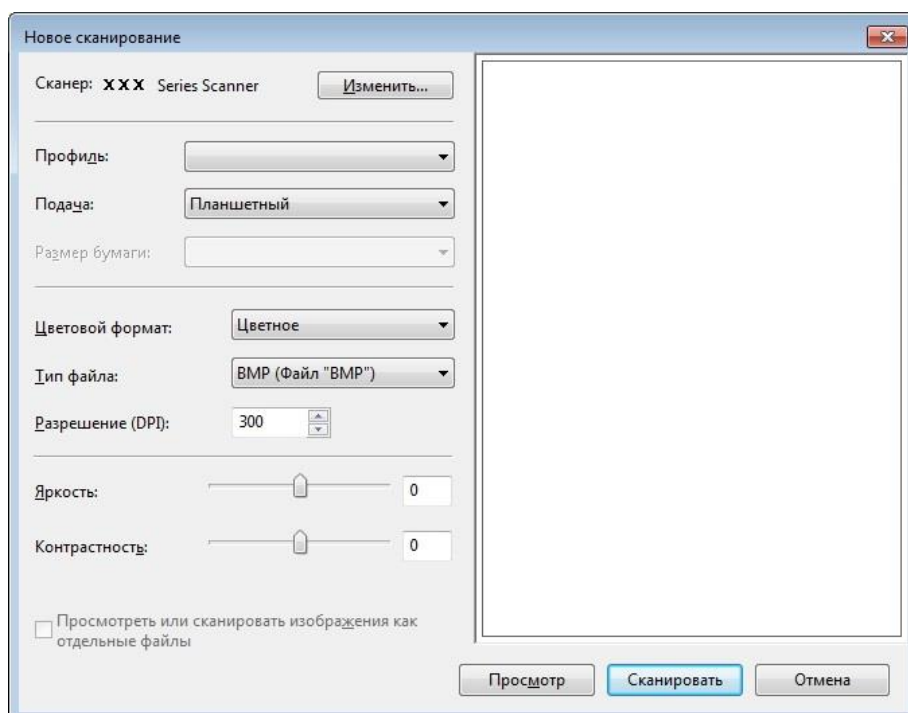 Новое сканирование
Сканер: XXX Series Scanner Изменить...
Профиль:
Подача: Планшетный
Размер бумаги:
Цветовой формат: Цветное
Тип файла: BMP (Файл "BMP")
Разрешение (DPI): 300
Яркость: 0
Контрастность: 0
Просмотреть или сканировать изображения как
отдельные файлы
Просмотр Сканировать Отмена